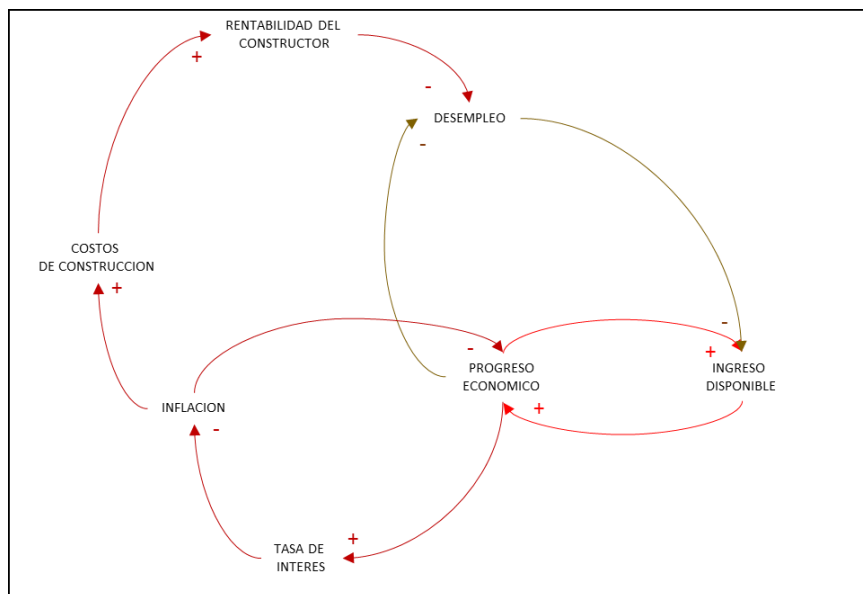 RENTABILIDAD DEL
CONSTRUCTOR
+
-
DESEMPLEO
-
COSTOS
DE CONSTRUCCION
+
-
-
+
PROGRESO
ECONOMICO
INGRESO
DISPONIBLE
INFLACION
+
-
+
TASA DE
INTERES